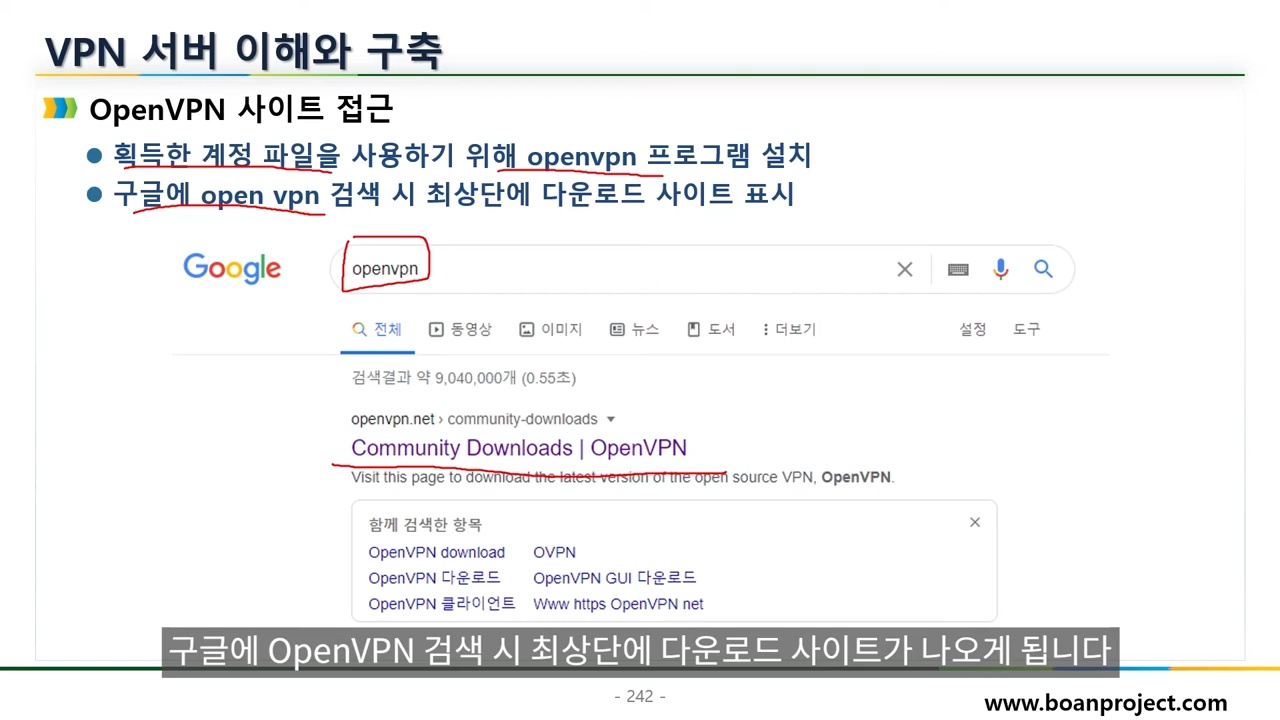 VPN 서버 이해와 구축
OpenVPN 사이트 접근
획득한 계정 파일을 사용하기 위해 openvpn 프로그램 설치
구글에 open vpn 검색 시 최상단에 다운로드 사이트 표시
Google openvpn
전체 동영상 이미지 뉴스 도서 더보기 설정 도구
검색결과 약 9,040,000개 (0.55초)
openvpn.net › community-downloads
Community Downloads | OpenVPN
Visit this page to download the latest version of the open source VPN, OpenVPN.
함께 검색한 항목
OpenVPN download OVPN
OpenVPN 다운로드 OpenVPN GUI 다운로드
OpenVPN 클라이언트 Www https OpenVPN net
구글에 OpenVPN 검색 시 최상단에 다운로드 사이트가 나오게 됩니다
- 242 -
www.boanproject.com